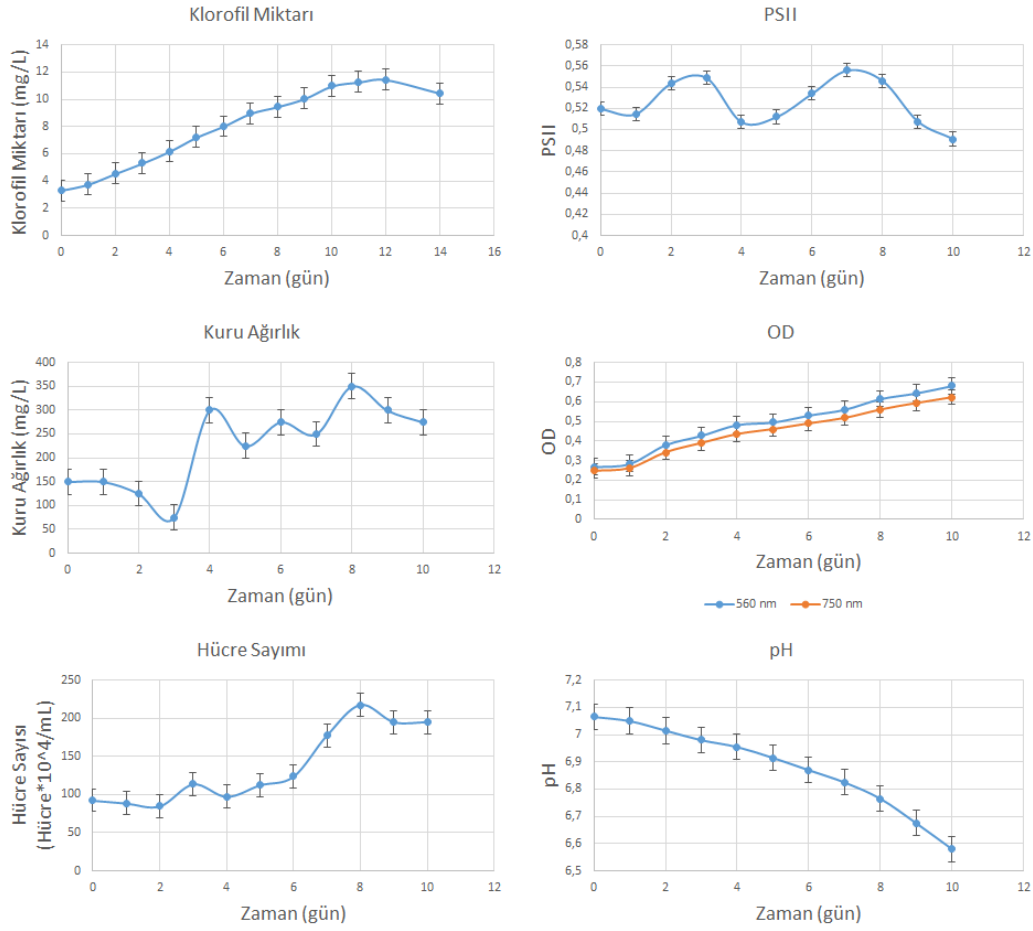 Klorofil Miktarı
Klorofil Miktarı (mg/L)
14
12
10
8
6
4
2
0
0 2 4 6 8 10 12 14 16
Zaman (gün)
PSII
PSII
0,58
0,56
0,54
0,52
0,5
0,48
0,46
0,44
0,42
0,4
0 2 4 6 8 10 12
Zaman (gün)
Kuru Ağırlık
Kuru Ağırlık (mg/L)
400
350
300
250
200
150
100
50
0
0 2 4 6 8 10 12
Zaman (gün)
OD
OD
0,8
0,7
0,6
0,5
0,4
0,3
0,2
0,1
0
0 2 4 6 8 10 12
Zaman (gün)
560 nm 750 nm
Hücre Sayımı
Hücre Sayısı
(Hücre*10^4/mL)
250
200
150
100
50
0
0 2 4 6 8 10 12
Zaman (gün)
pH
pH
7,2
7,1
7
6,9
6,8
6,7
6,6
6,5
0 2 4 6 8 10 12
Zaman (gün)